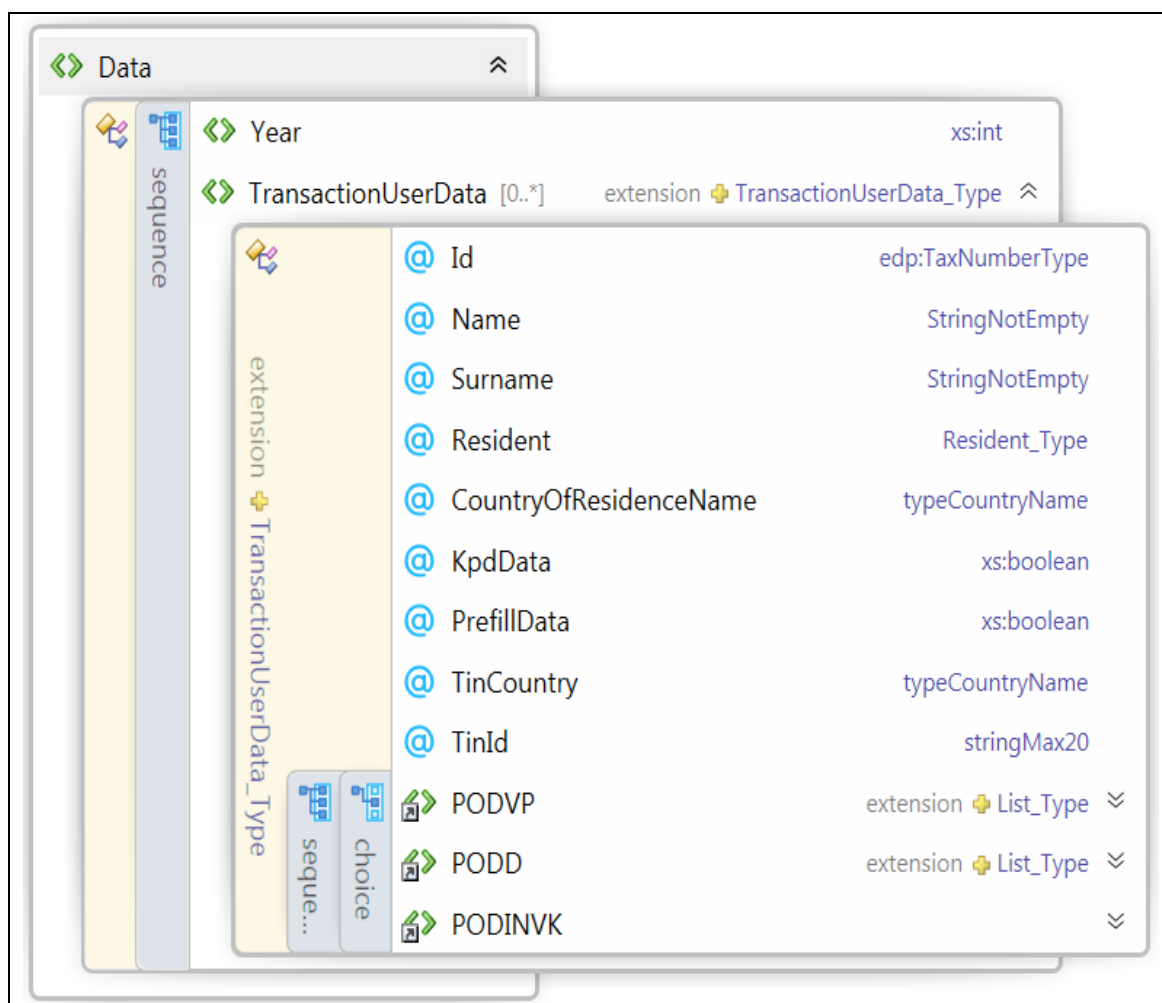 Data
sequence
Year xs:int
TransactionUserData [0..*] extension TransactionUserData_Type
extension TransactionUserData_Type
@ Id edp:TaxNumberType
@ Name StringNotEmpty
@ Surname StringNotEmpty
@ Resident Resident_Type
@ CountryOfResidenceName typeCountryName
@ KpdData xs:boolean
@ PrefillData xs:boolean
@ TinCountry typeCountryName
@ TinId stringMax20
seque...
choice
PODVP extension List_Type
PODD extension List_Type
PODINVK